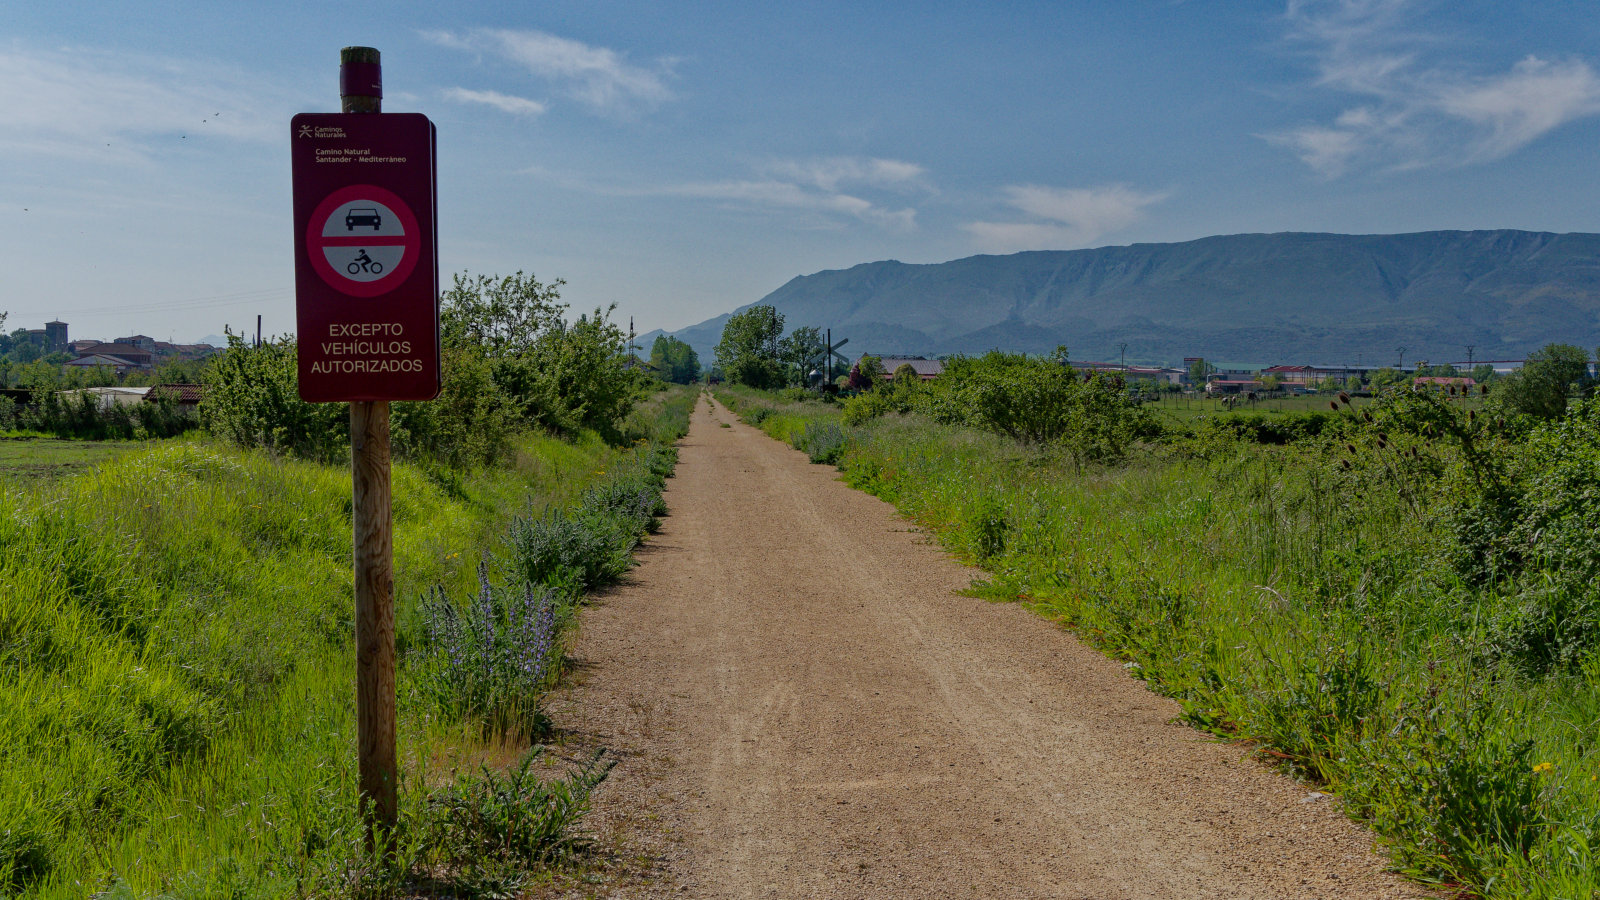 Caminos
Naturales
Camino Natural
Santander - Mediterráneo
EXCEPTO
VEHÍCULOS
AUTORIZADOS